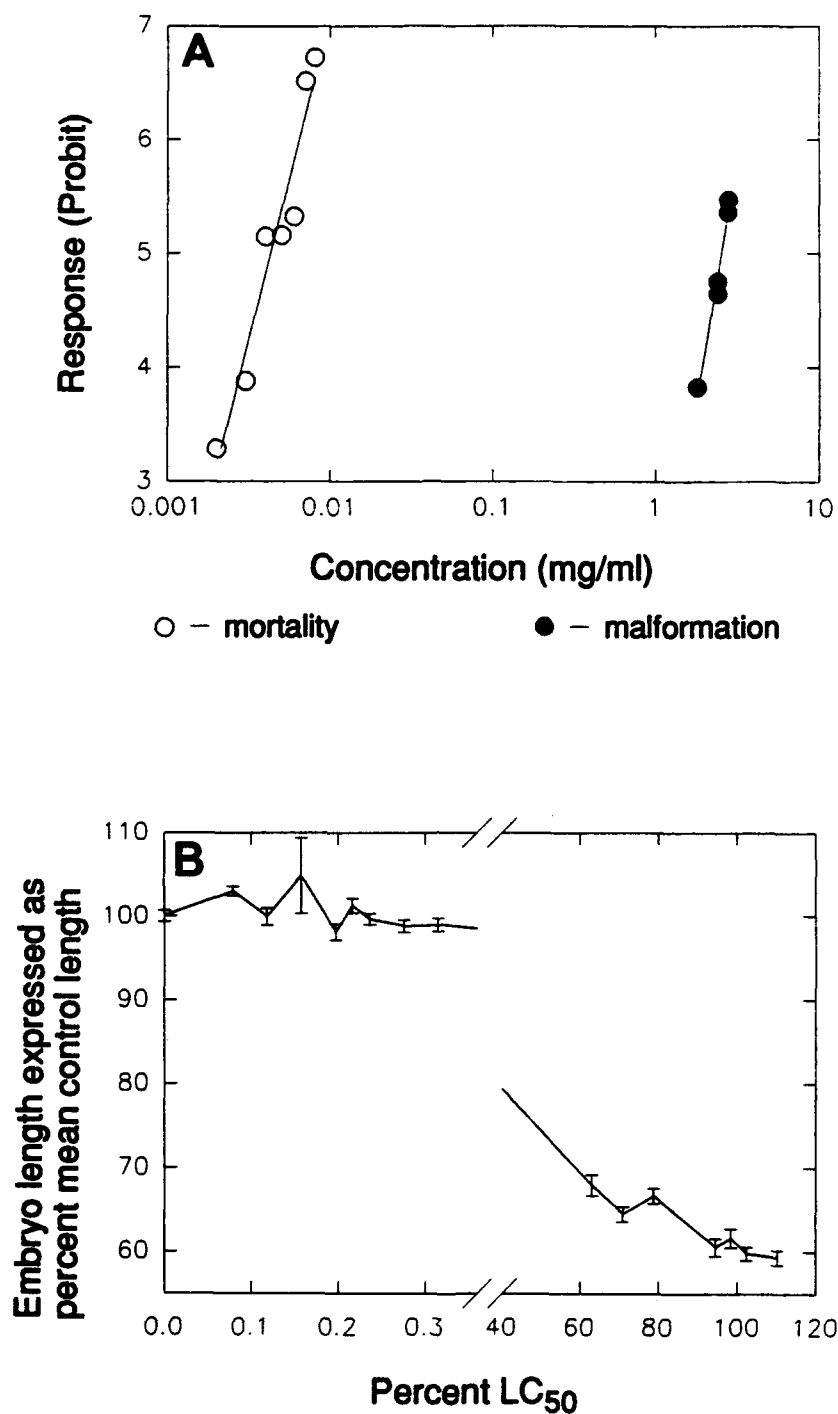 A
7
6
5
4
3
Response (Probit)
0.001 0.01 0.1 1 10
Concentration (mg/ml)
– mortality – malformation
B
110
100
90
80
70
60
Embryo length expressed as
percent mean control length
0.0 0.1 0.2 0.3 40 60 80 100 120
Percent LC50